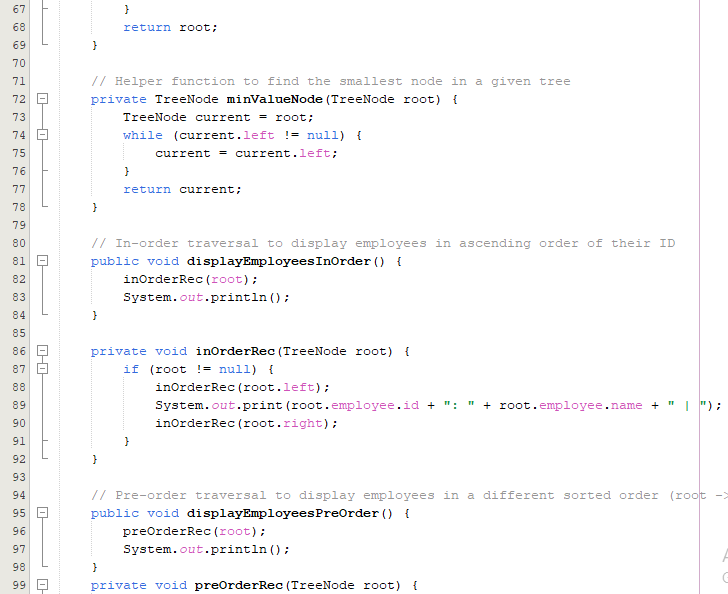 67 }
68 return root;
69 }
70
71 // Helper function to find the smallest node in a given tree
72 private TreeNode minValueNode(TreeNode root) {
73 TreeNode current = root;
74 while (current.left != null) {
75 current = current.left;
76 }
77 return current;
78 }
79
80 // In-order traversal to display employees in ascending order of their ID
81 public void displayEmployeesInOrder() {
82 inOrderRec(root);
83 System.out.println();
84 }
85
86 private void inOrderRec(TreeNode root) {
87 if (root != null) {
88 inOrderRec(root.left);
89 System.out.print(root.employee.id + ": " + root.employee.name + " | ");
90 inOrderRec(root.right);
91 }
92 }
93
94 // Pre-order traversal to display employees in a different sorted order (root ->
95 public void displayEmployeesPreOrder() {
96 preOrderRec(root);
97 System.out.println();
98 }
99 private void preOrderRec(TreeNode root) {